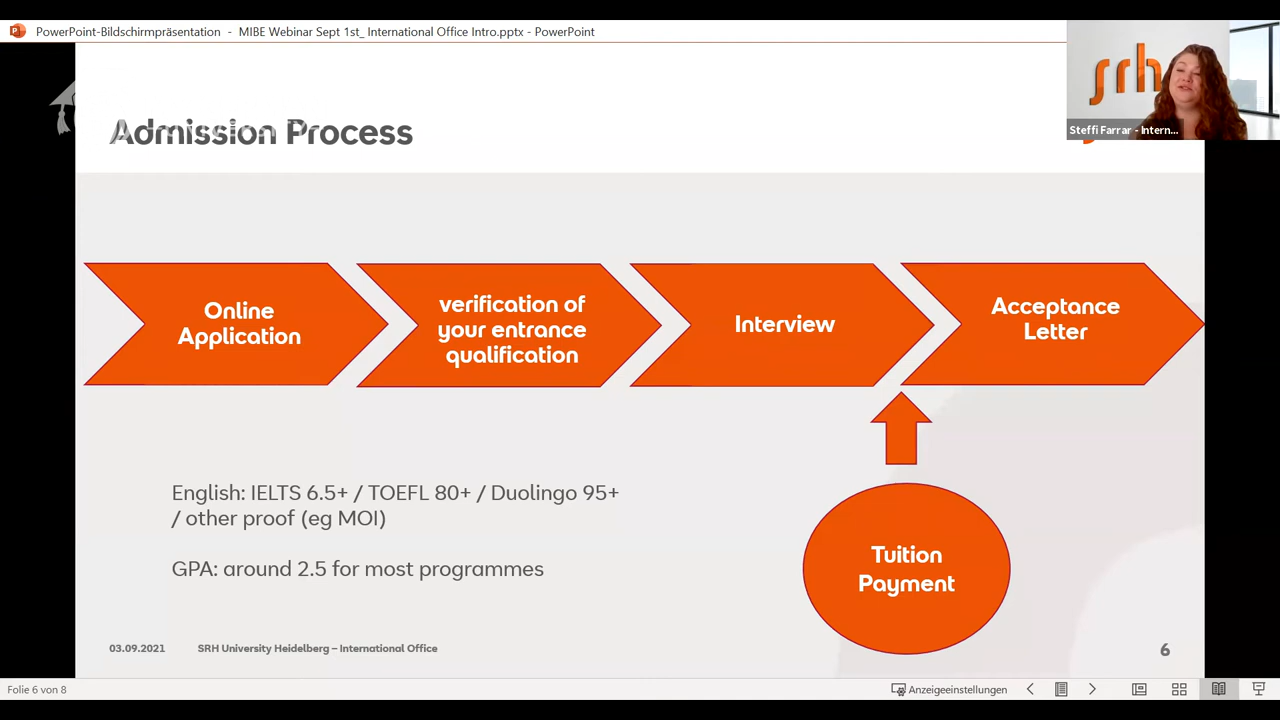 PowerPoint-Bildschirmpräsentation - MIBE Webinar Sept 1st_ International Office Intro.pptx - PowerPoint
srh
Steffi Farrar - Intern...
Admission Process
Online
Application
verification of
your entrance
qualification
Interview
Acceptance
Letter
English: IELTS 6.5+ / TOEFL 80+ / Duolingo 95+
/ other proof (eg MOI)
GPA: around 2.5 for most programmes
Tuition
Payment
03.09.2021 SRH University Heidelberg – International Office 6
Folie 6 von 8 Anzeigeeinstellungen